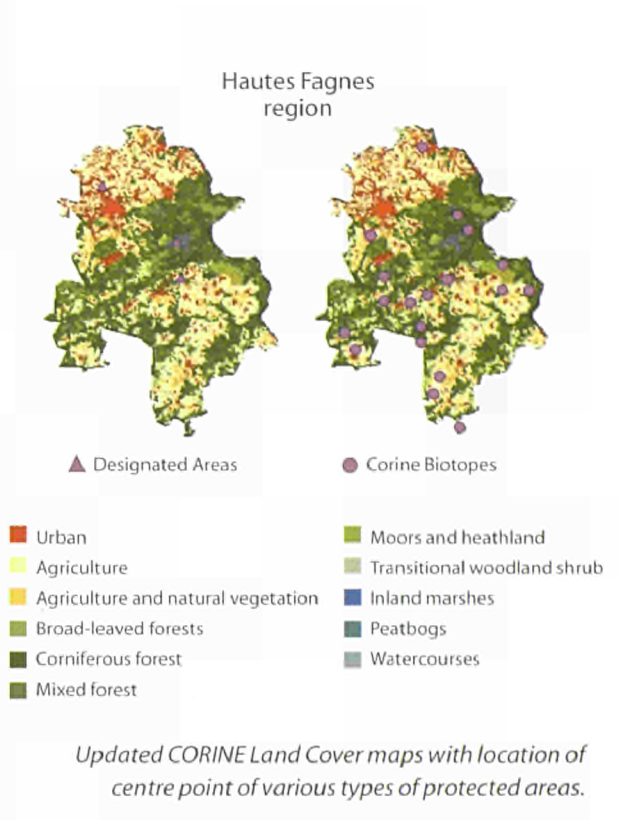 Hautes Fagnes
region
Designated Areas
Corine Biotopes
Urban
Agriculture
Agriculture and natural vegetation
Broad-leaved forests
Corniferous forest
Mixed forest
Moors and heathland
Transitional woodland shrub
Inland marshes
Peatbogs
Watercourses
Updated CORINE Land Cover maps with location of
centre point of various types of protected areas.